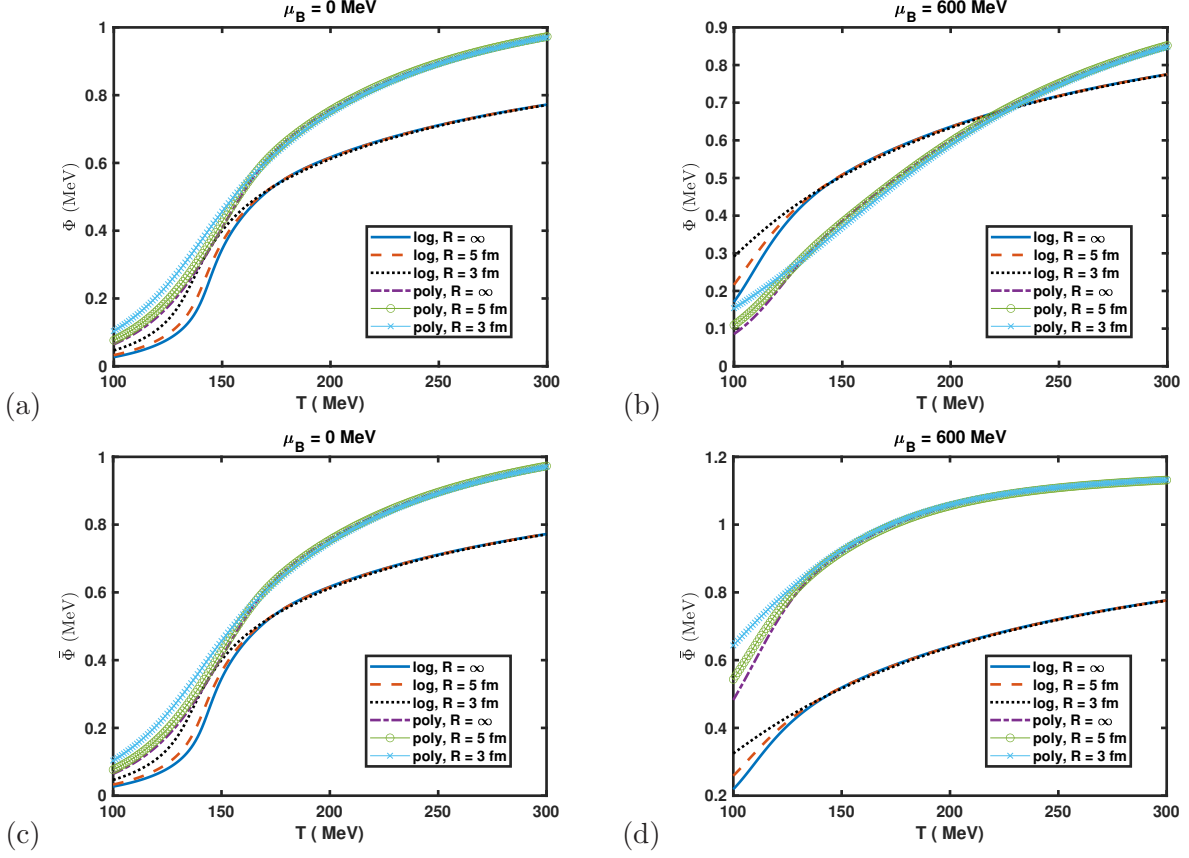 μ_B = 0 MeV
1
0.8
0.6
0.4
0.2
0
Φ (MeV)
100 150 200 250 300
T ( MeV)
log, R = ∞
log, R = 5 fm
log, R = 3 fm
poly, R = ∞
poly, R = 5 fm
poly, R = 3 fm
(a)
μ_B = 600 MeV
0.9
0.8
0.7
0.6
0.5
0.4
0.3
0.2
0.1
0
Φ (MeV)
100 150 200 250 300
T ( MeV)
log, R = ∞
log, R = 5 fm
log, R = 3 fm
poly, R = ∞
poly, R = 5 fm
poly, R = 3 fm
(b)
μ_B = 0 MeV
1
0.8
0.6
0.4
0.2
0
Φ̄ (MeV)
100 150 200 250 300
T ( MeV)
log, R = ∞
log, R = 5 fm
log, R = 3 fm
poly, R = ∞
poly, R = 5 fm
poly, R = 3 fm
(c)
μ_B = 600 MeV
1.2
1
0.8
0.6
0.4
0.2
Φ̄ (MeV)
100 150 200 250 300
T ( MeV)
log, R = ∞
log, R = 5 fm
log, R = 3 fm
poly, R = ∞
poly, R = 5 fm
poly, R = 3 fm
(d)